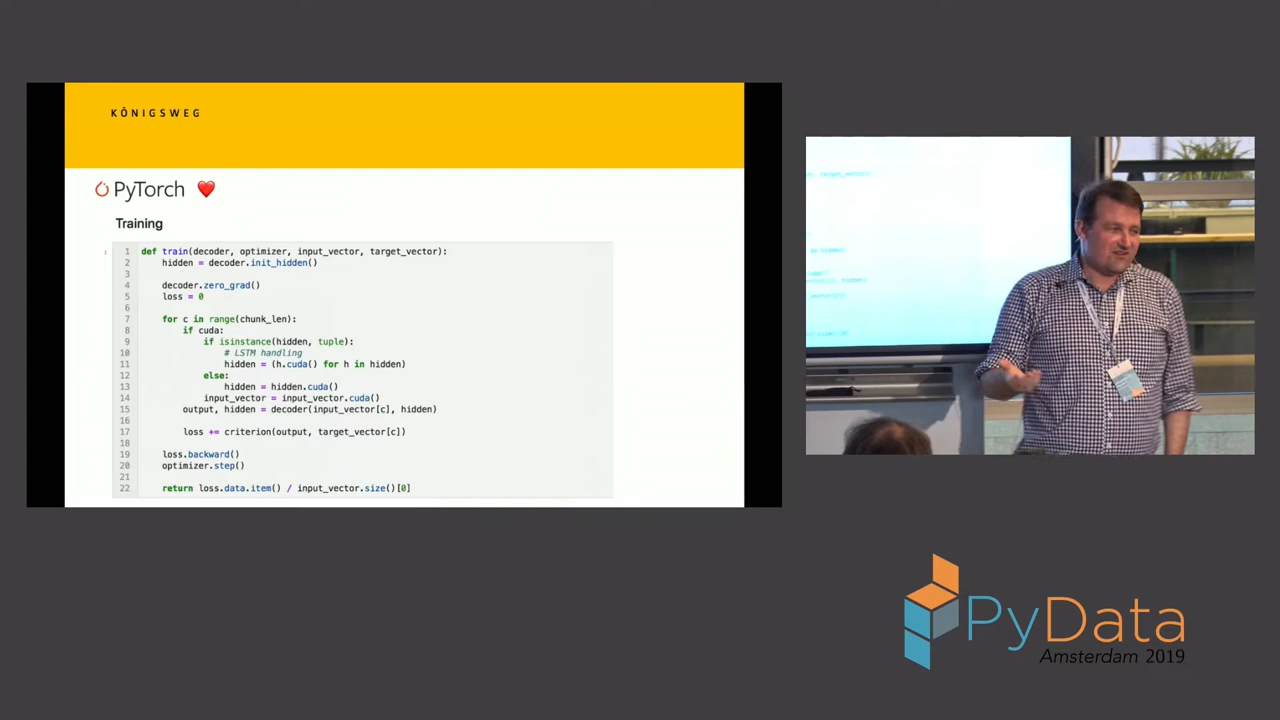 KÖNIGSWEG
PyTorch ❤️
Training
1 def train(decoder, optimizer, input_vector, target_vector):
2 hidden = decoder.init_hidden()
3
4 decoder.zero_grad()
5 loss = 0
6
7 for c in range(chunk_len):
8 if cuda:
9 if isinstance(hidden, tuple):
10 # LSTM handling
11 hidden = (h.cuda() for h in hidden)
12 else:
13 hidden = hidden.cuda()
14 input_vector = input_vector.cuda()
15 output, hidden = decoder(input_vector[c], hidden)
16
17 loss += criterion(output, target_vector[c])
18
19 loss.backward()
20 optimizer.step()
21
22 return loss.data.item() / input_vector.size()[0]
PyData
Amsterdam 2019